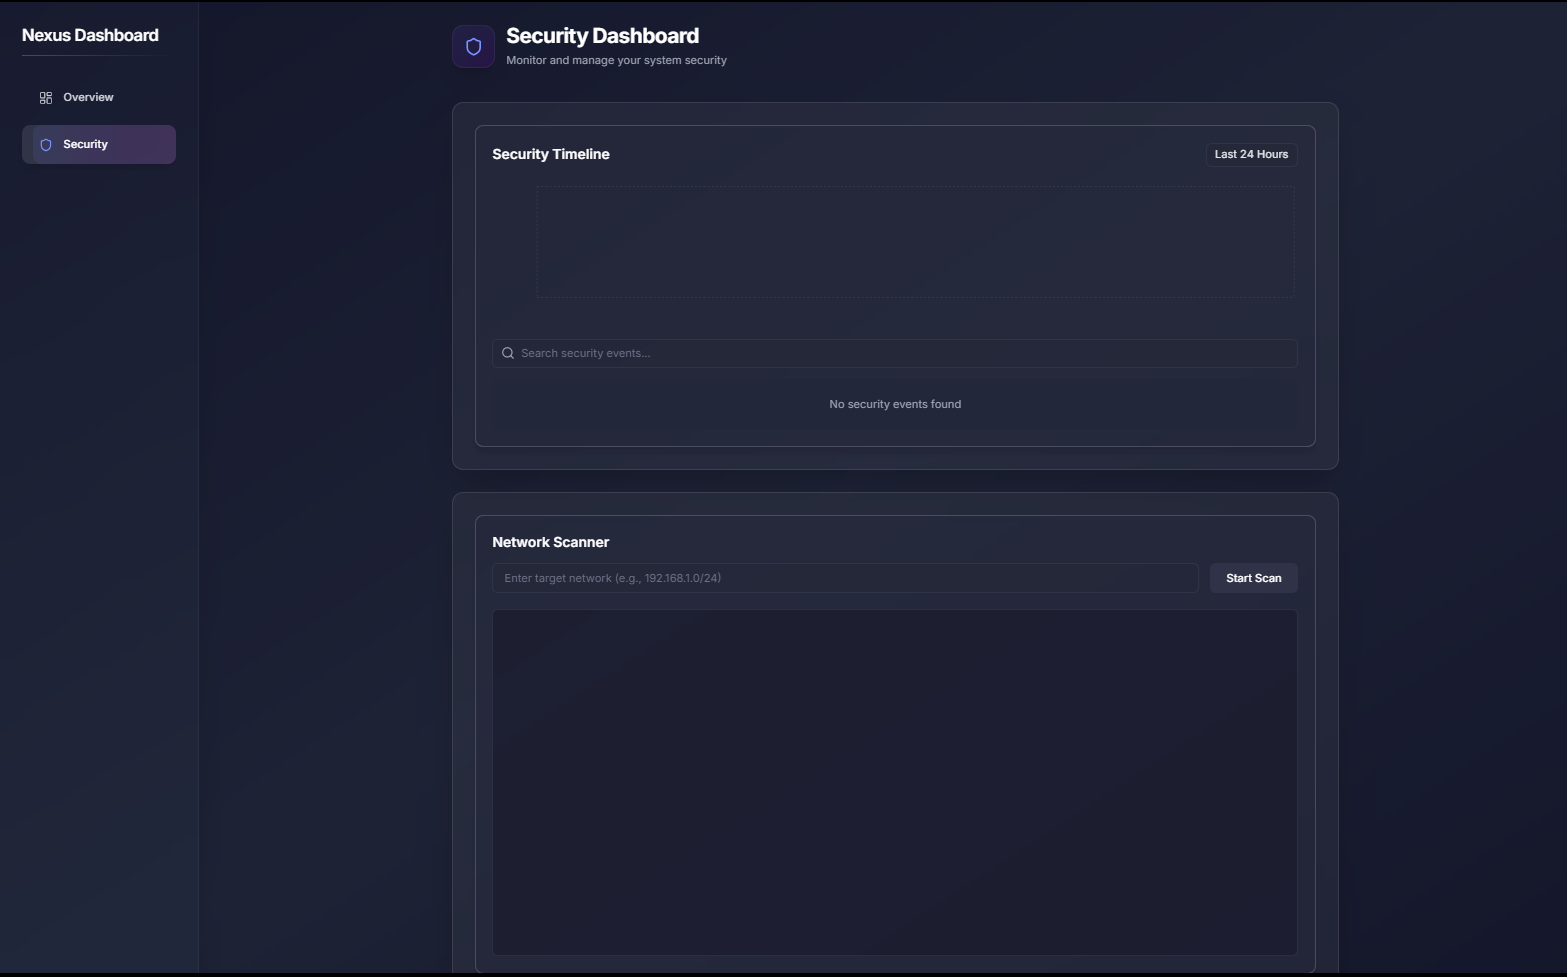 Nexus Dashboard
Overview
Security
Security Dashboard
Monitor and manage your system security
Security Timeline
Last 24 Hours
Search security events...
No security events found
Network Scanner
Enter target network (e.g., 192.168.1.0/24)
Start Scan